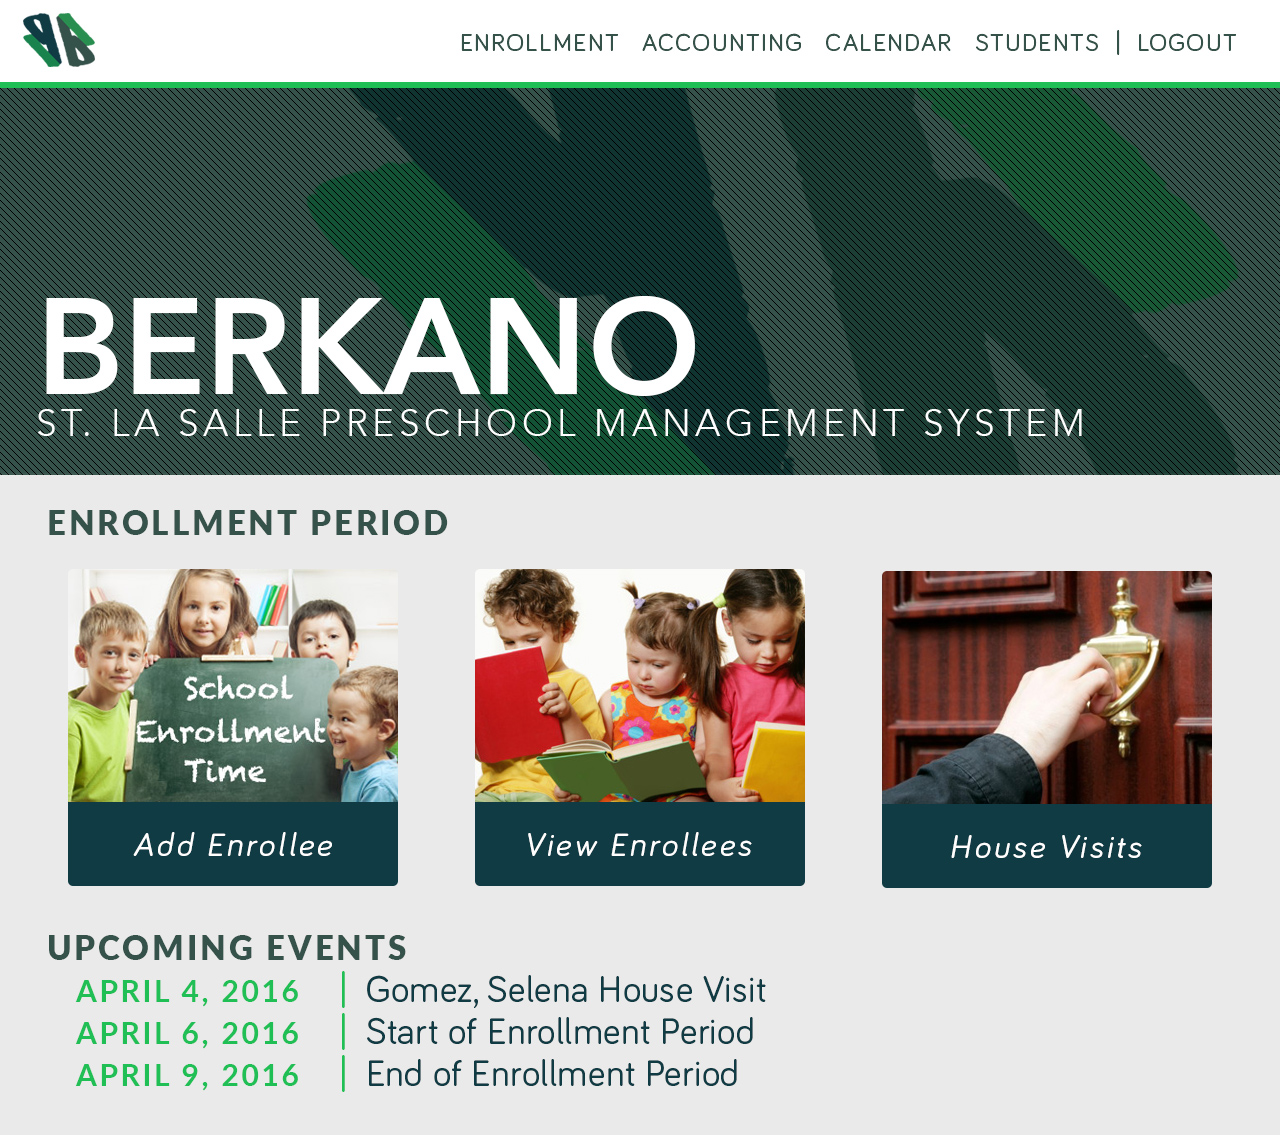 ENROLLMENT ACCOUNTING CALENDAR STUDENTS | LOGOUT
BERKANO
ST. LA SALLE PRESCHOOL MANAGEMENT SYSTEM
ENROLLMENT PERIOD
School
Enrollment
Time
Add Enrollee
View Enrollees
House Visits
UPCOMING EVENTS
APRIL 4, 2016 | Gomez, Selena House Visit
APRIL 6, 2016 | Start of Enrollment Period
APRIL 9, 2016 | End of Enrollment Period